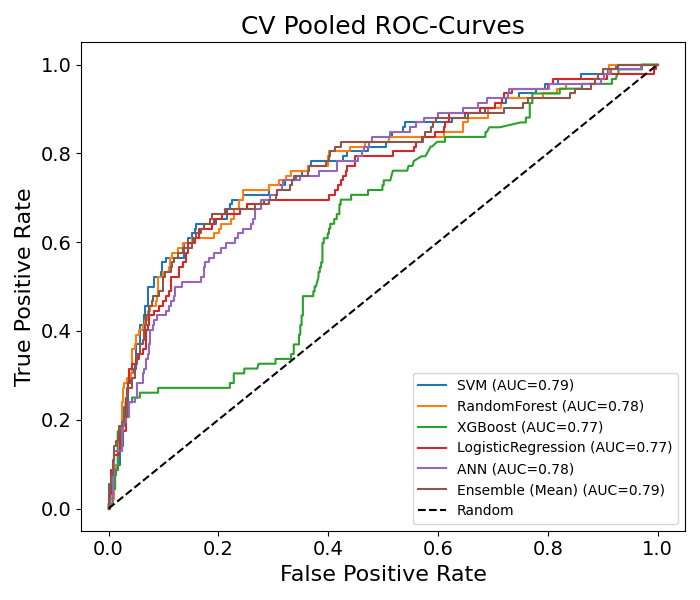 CV Pooled ROC-Curves
True Positive Rate
1.0
0.8
0.6
0.4
0.2
0.0
SVM (AUC=0.79)
RandomForest (AUC=0.78)
XGBoost (AUC=0.77)
LogisticRegression (AUC=0.77)
ANN (AUC=0.78)
Ensemble (Mean) (AUC=0.79)
Random
0.0 0.2 0.4 0.6 0.8 1.0
False Positive Rate